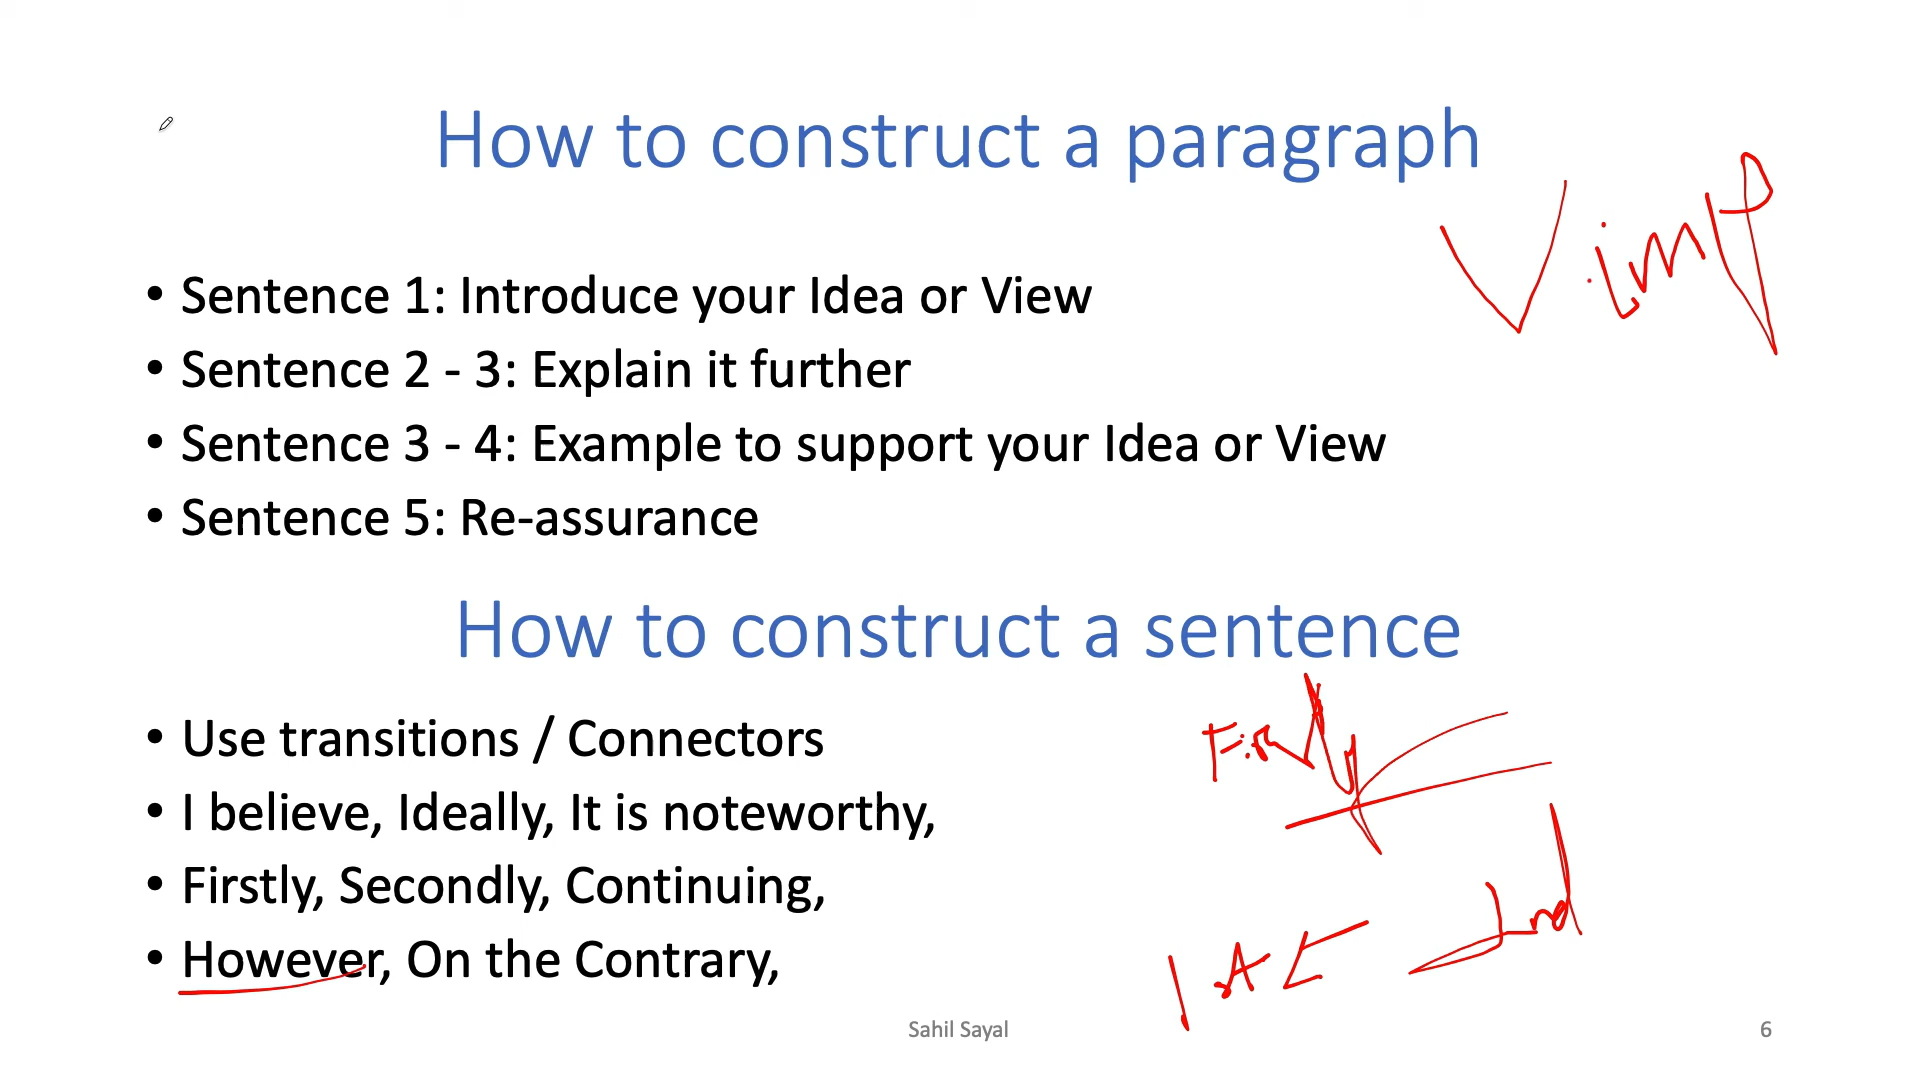 How to construct a paragraph
V. imp
• Sentence 1: Introduce your Idea or View
• Sentence 2 - 3: Explain it further
• Sentence 3 - 4: Example to support your Idea or View
• Sentence 5: Re-assurance
How to construct a sentence
• Use transitions / Connectors
• I believe, Ideally, It is noteworthy,
• Firstly, Secondly, Continuing,
• However, On the Contrary,
Sahil Sayal
6